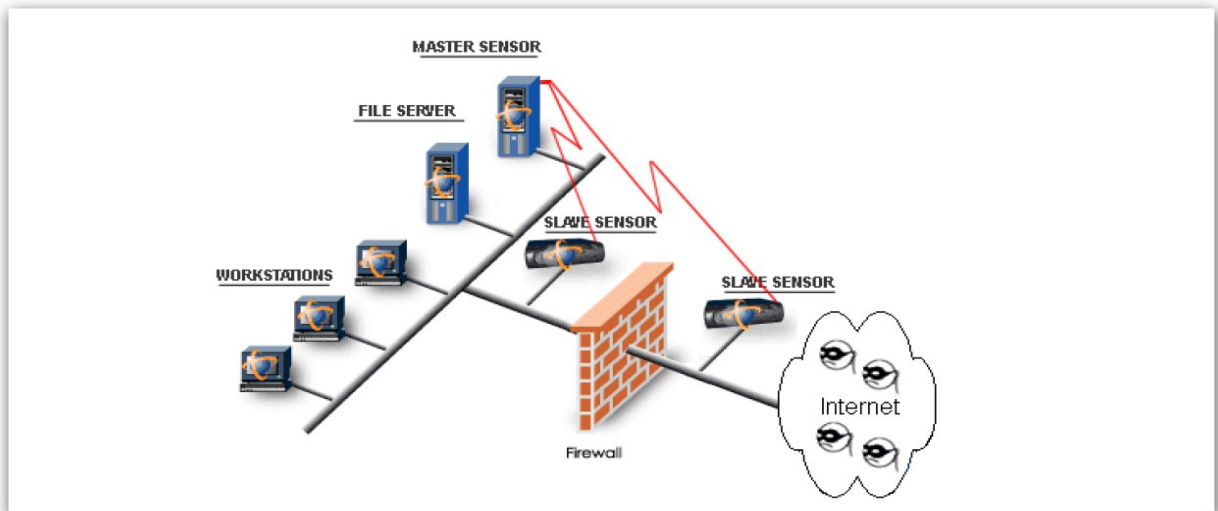 MASTER SENSOR
FILE SERVER
SLAVE SENSOR
WORKSTATIONS
SLAVE SENSOR
Internet
Firewall